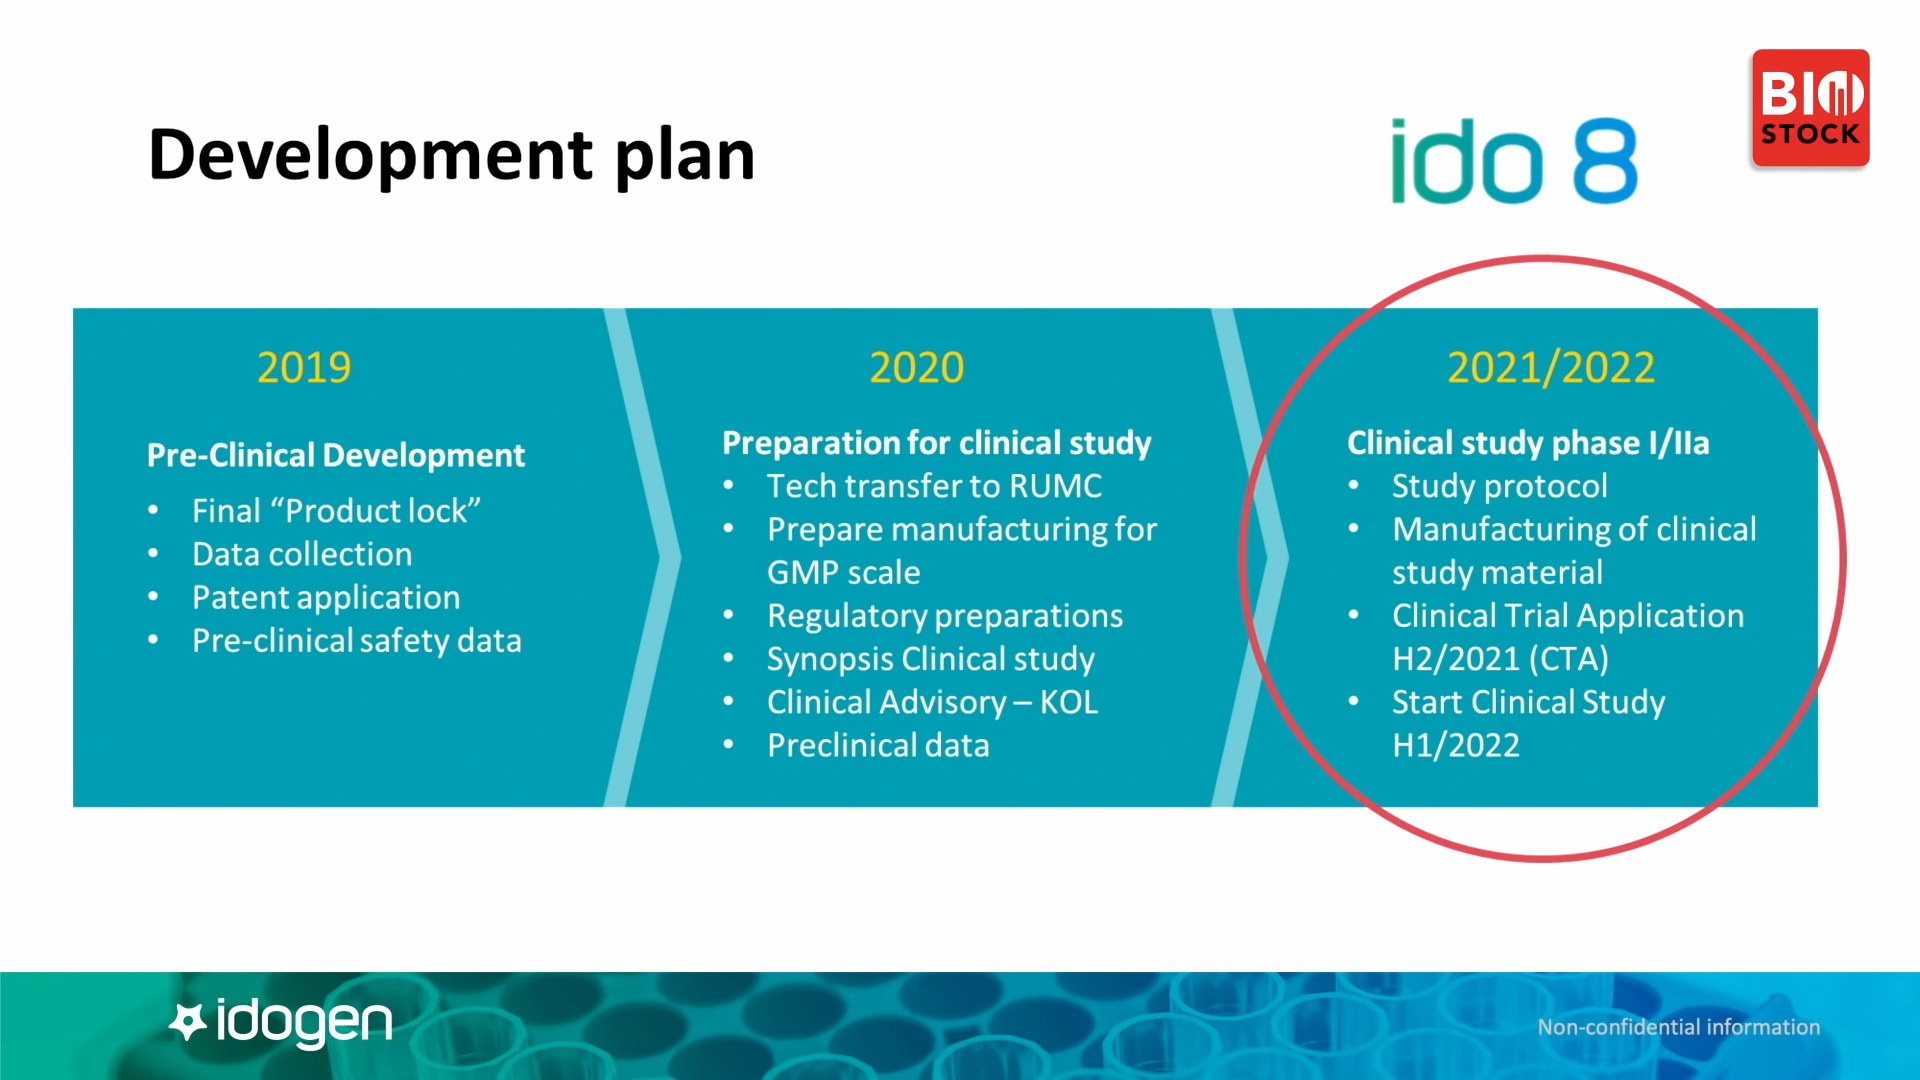 Development plan
ido 8
BIO
STOCK
2019
Pre-Clinical Development
• Final “Product lock”
• Data collection
• Patent application
• Pre-clinical safety data
2020
Preparation for clinical study
• Tech transfer to RUMC
• Prepare manufacturing for
GMP scale
• Regulatory preparations
• Synopsis Clinical study
• Clinical Advisory – KOL
• Preclinical data
2021/2022
Clinical study phase I/IIa
• Study protocol
• Manufacturing of clinical
study material
• Clinical Trial Application
H2/2021 (CTA)
• Start Clinical Study
H1/2022
idogen
Non-confidential information